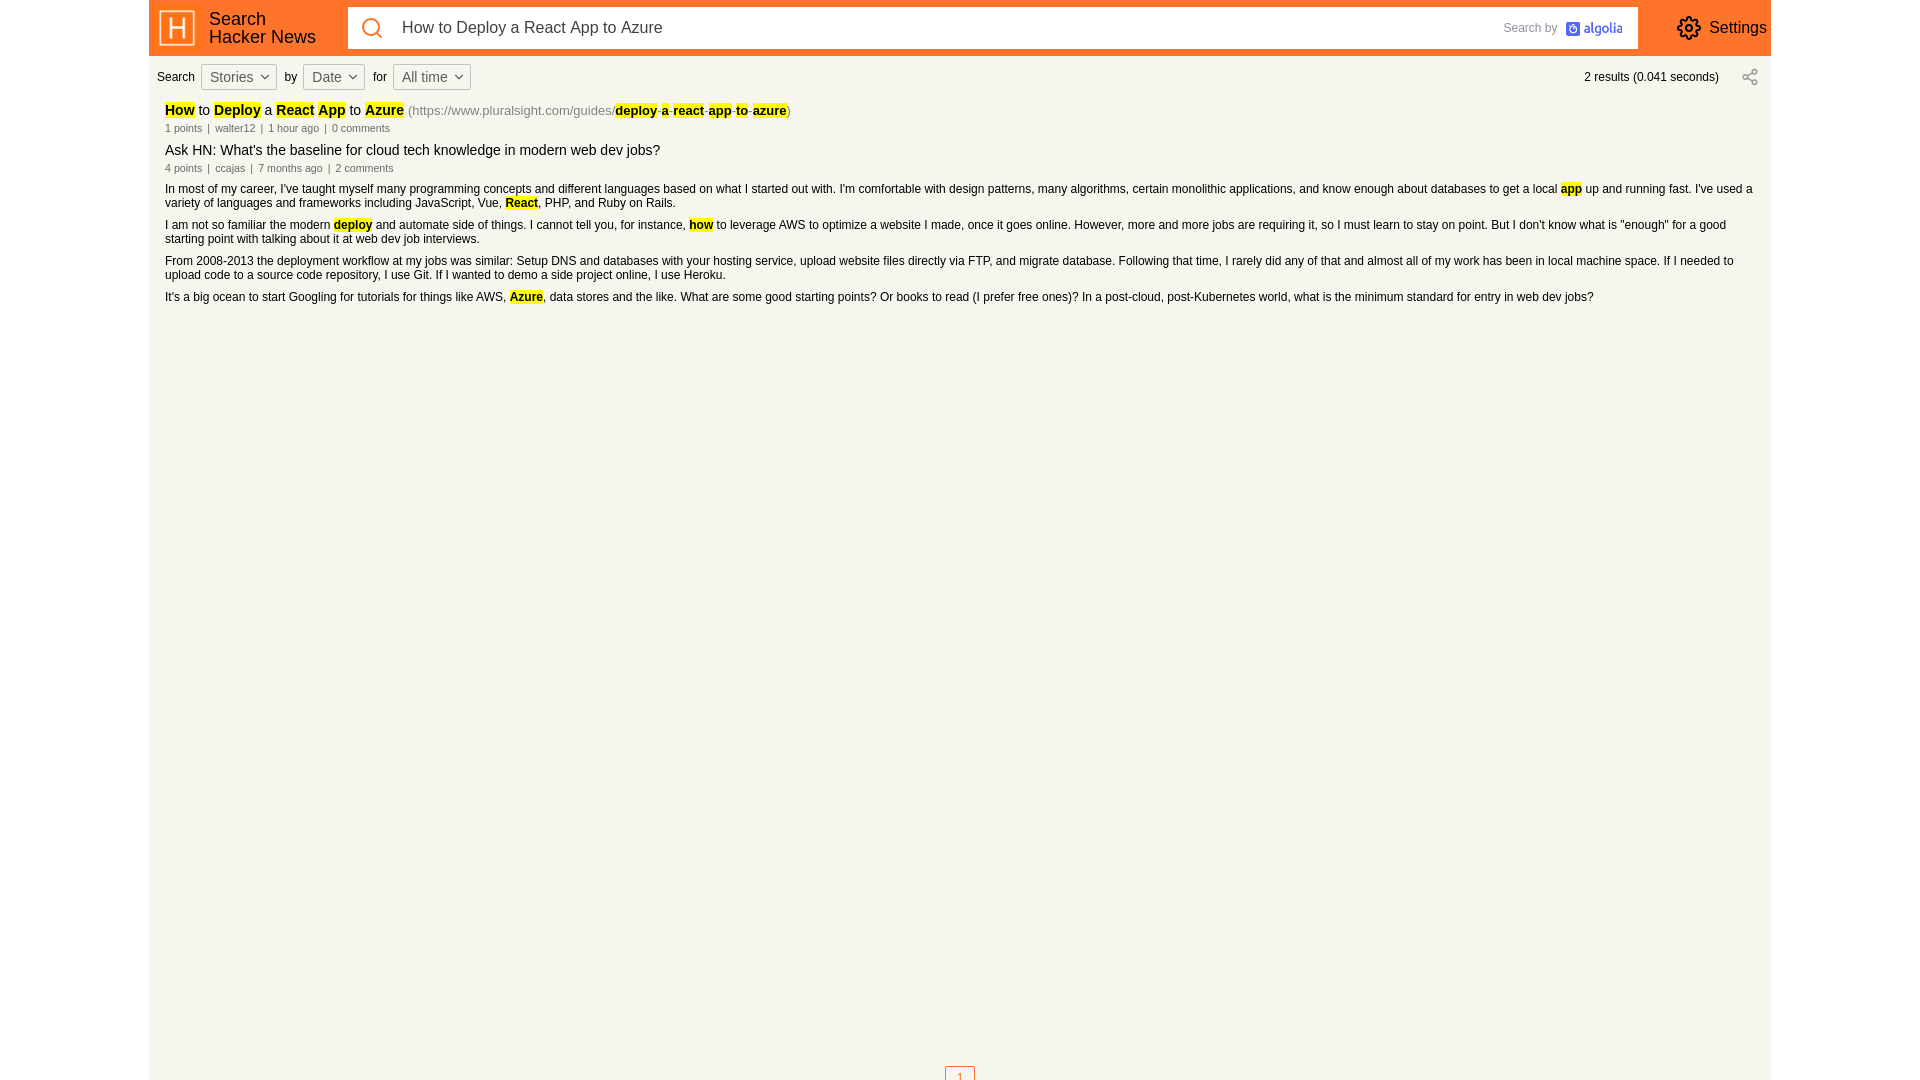 Search
Hacker News
How to Deploy a React App to Azure
Search by algolia
Settings
Search Stories by Date for All time
2 results (0.041 seconds)
How to Deploy a React App to Azure (https://www.pluralsight.com/guides/deploy-a-react-app-to-azure)
1 points | walter12 | 1 hour ago | 0 comments
Ask HN: What's the baseline for cloud tech knowledge in modern web dev jobs?
4 points | ccajas | 7 months ago | 2 comments
In most of my career, I've taught myself many programming concepts and different languages based on what I started out with. I'm comfortable with design patterns, many algorithms, certain monolithic applications, and know enough about databases to get a local app up and running fast. I've used a
variety of languages and frameworks including JavaScript, Vue, React, PHP, and Ruby on Rails.
I am not so familiar the modern deploy and automate side of things. I cannot tell you, for instance, how to leverage AWS to optimize a website I made, once it goes online. However, more and more jobs are requiring it, so I must learn to stay on point. But I don't know what is "enough" for a good
starting point with talking about it at web dev job interviews.
From 2008-2013 the deployment workflow at my jobs was similar: Setup DNS and databases with your hosting service, upload website files directly via FTP, and migrate database. Following that time, I rarely did any of that and almost all of my work has been in local machine space. If I needed to
upload code to a source code repository, I use Git. If I wanted to demo a side project online, I use Heroku.
It's a big ocean to start Googling for tutorials for things like AWS, Azure, data stores and the like. What are some good starting points? Or books to read (I prefer free ones)? In a post-cloud, post-Kubernetes world, what is the minimum standard for entry in web dev jobs?
1